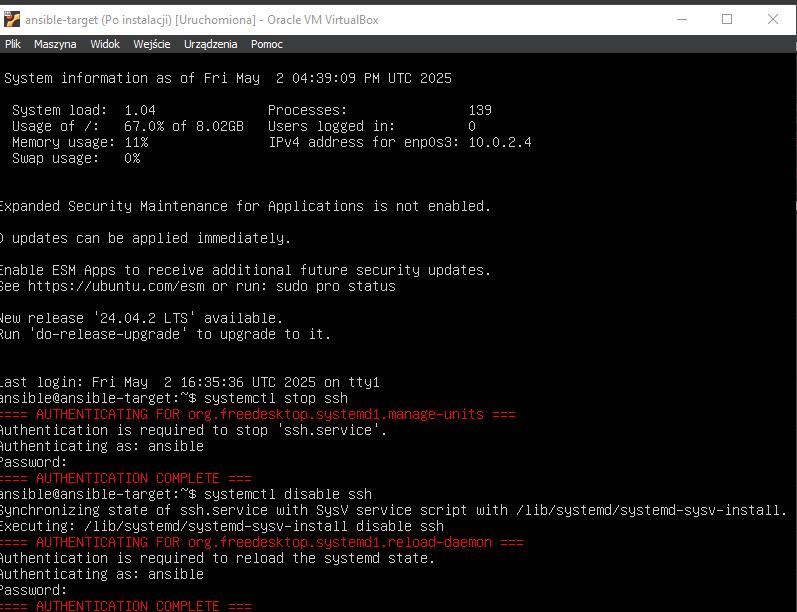 ansible-target (Po instalacji) [Uruchomiona] - Oracle VM VirtualBox
Plik Maszyna Widok Wejście Urządzenia Pomoc
System information as of Fri May  2 04:39:09 PM UTC 2025
System load:  1.04               Processes:               139
Usage of /:   67.0% of 8.02GB   Users logged in:         0
Memory usage: 11%               IPv4 address for enp0s3: 10.0.2.4
Swap usage:   0%
Expanded Security Maintenance for Applications is not enabled.
0 updates can be applied immediately.
Enable ESM Apps to receive additional future security updates.
See https://ubuntu.com/esm or run: sudo pro status
New release '24.04.2 LTS' available.
Run 'do-release-upgrade' to upgrade to it.
Last login: Fri May  2 16:35:36 UTC 2025 on tty1
ansible@ansible-target:~$ systemctl stop ssh
==== AUTHENTICATING FOR org.freedesktop.systemd1.manage-units ===
Authentication is required to stop 'ssh.service'.
Authenticating as: ansible
Password:
==== AUTHENTICATION COMPLETE ===
ansible@ansible-target:~$ systemctl disable ssh
Synchronizing state of ssh.service with SysV service script with /lib/systemd/systemd-sysv-install.
Executing: /lib/systemd/systemd-sysv-install disable ssh
==== AUTHENTICATING FOR org.freedesktop.systemd1.reload-daemon ===
Authentication is required to reload the systemd state.
Authenticating as: ansible
Password:
==== AUTHENTICATION COMPLETE ===